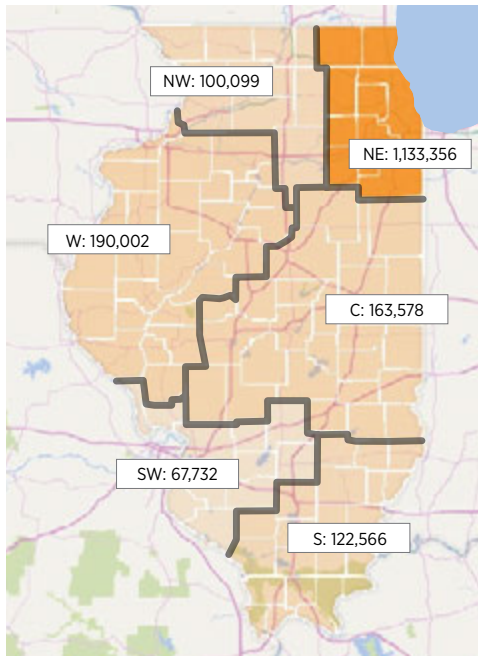 NW: 100,099
NE: 1,133,356
W: 190,002
C: 163,578
SW: 67,732
S: 122,566